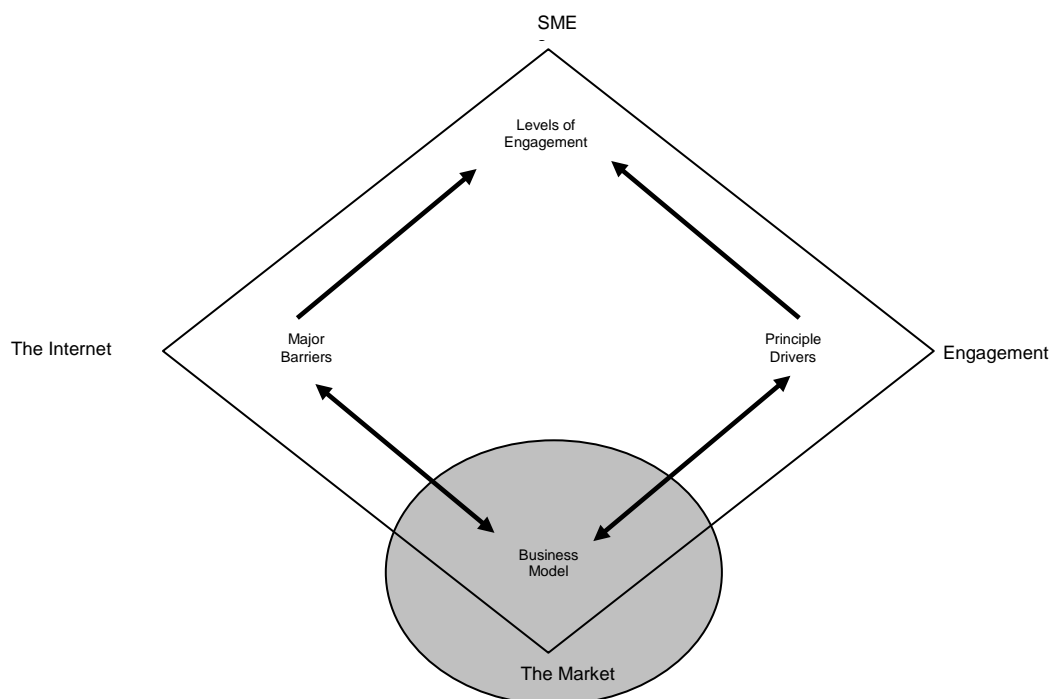 SME
Levels of
Engagement
The Internet
Major
Barriers
Principle
Drivers
Engagement
Business
Model
The Market